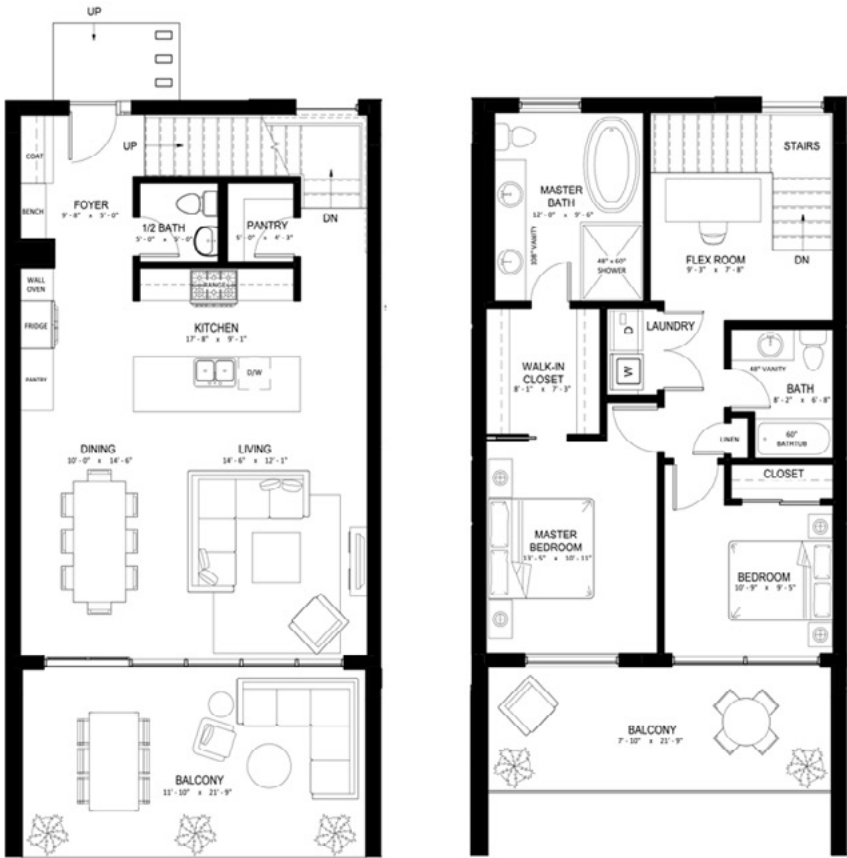 UP
COAT
UP
FOYER
9'-8" x 5'-0"
BENCH
1/2 BATH
5'-0" x 5'-0"
PANTRY
5'-0" x 4'-3"
DN
WALL
OVEN
FRIDGE
PANTRY
RANGE
KITCHEN
17'-8" x 9'-1"
D/W
DINING
10'-0" x 14'-6"
LIVING
14'-6" x 12'-1"
BALCONY
11'-10" x 21'-9"
STAIRS
MASTER
BATH
12'-0" x 9'-6"
108" VANITY
48" x 60"
SHOWER
FLEX ROOM
9'-3" x 7'-8"
DN
D
LAUNDRY
W
WALK-IN
CLOSET
8'-1" x 7'-3"
48" VANITY
BATH
8'-2" x 6'-8"
60"
BATHTUB
LINEN
CLOSET
MASTER
BEDROOM
13'-5" x 10'-11"
BEDROOM
10'-9" x 9'-5"
BALCONY
7'-10" x 21'-9"